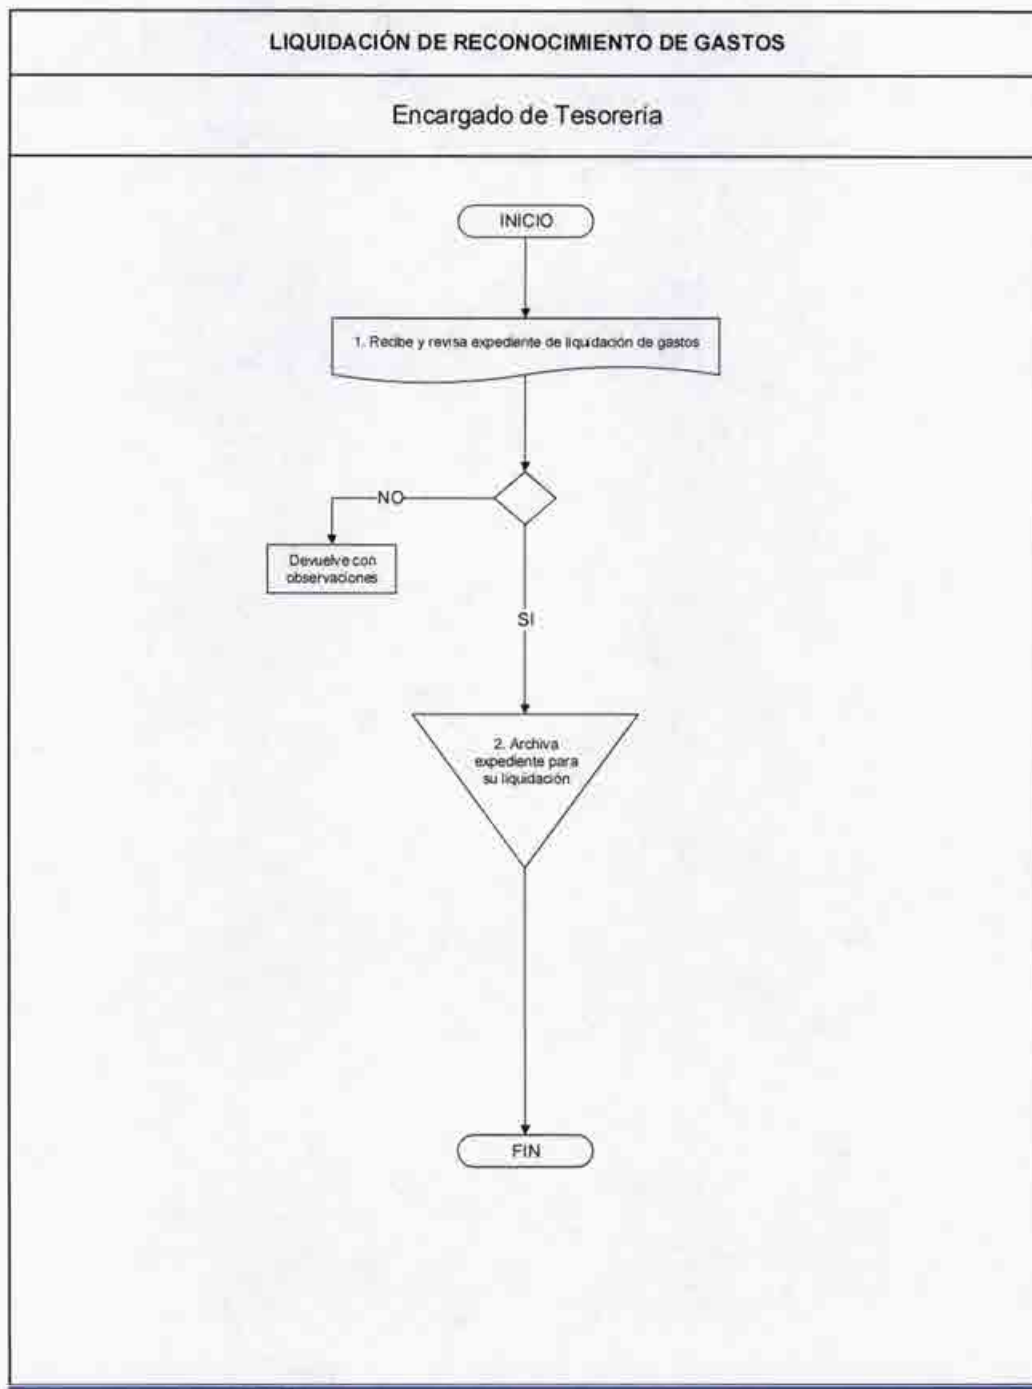 LIQUIDACIÓN DE RECONOCIMIENTO DE GASTOS
Encargado de Tesorería
INICIO
1. Recibe y revisa expediente de liquidación de gastos
NO
Devuelve con
observaciones
SI
2. Archiva
expediente para
su liquidación
FIN